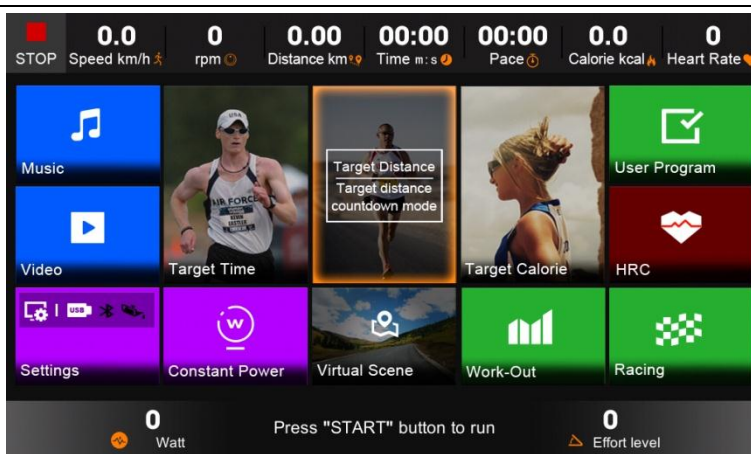 0.0
0
0.00
00:00
00:00
0.0
0
STOP
Speed km/h
rpm
Distance km
Time m:s
Pace
Calorie kcal
Heart Rate
Music
USA
AIR FORCE
Target Time
Target Distance
Target distance
countdown mode
Target Calorie
User Program
Video
HRC
USB
Settings
W
Constant Power
Virtual Scene
Work-Out
Racing
0
Watt
Press "START" button to run
0
Effort level